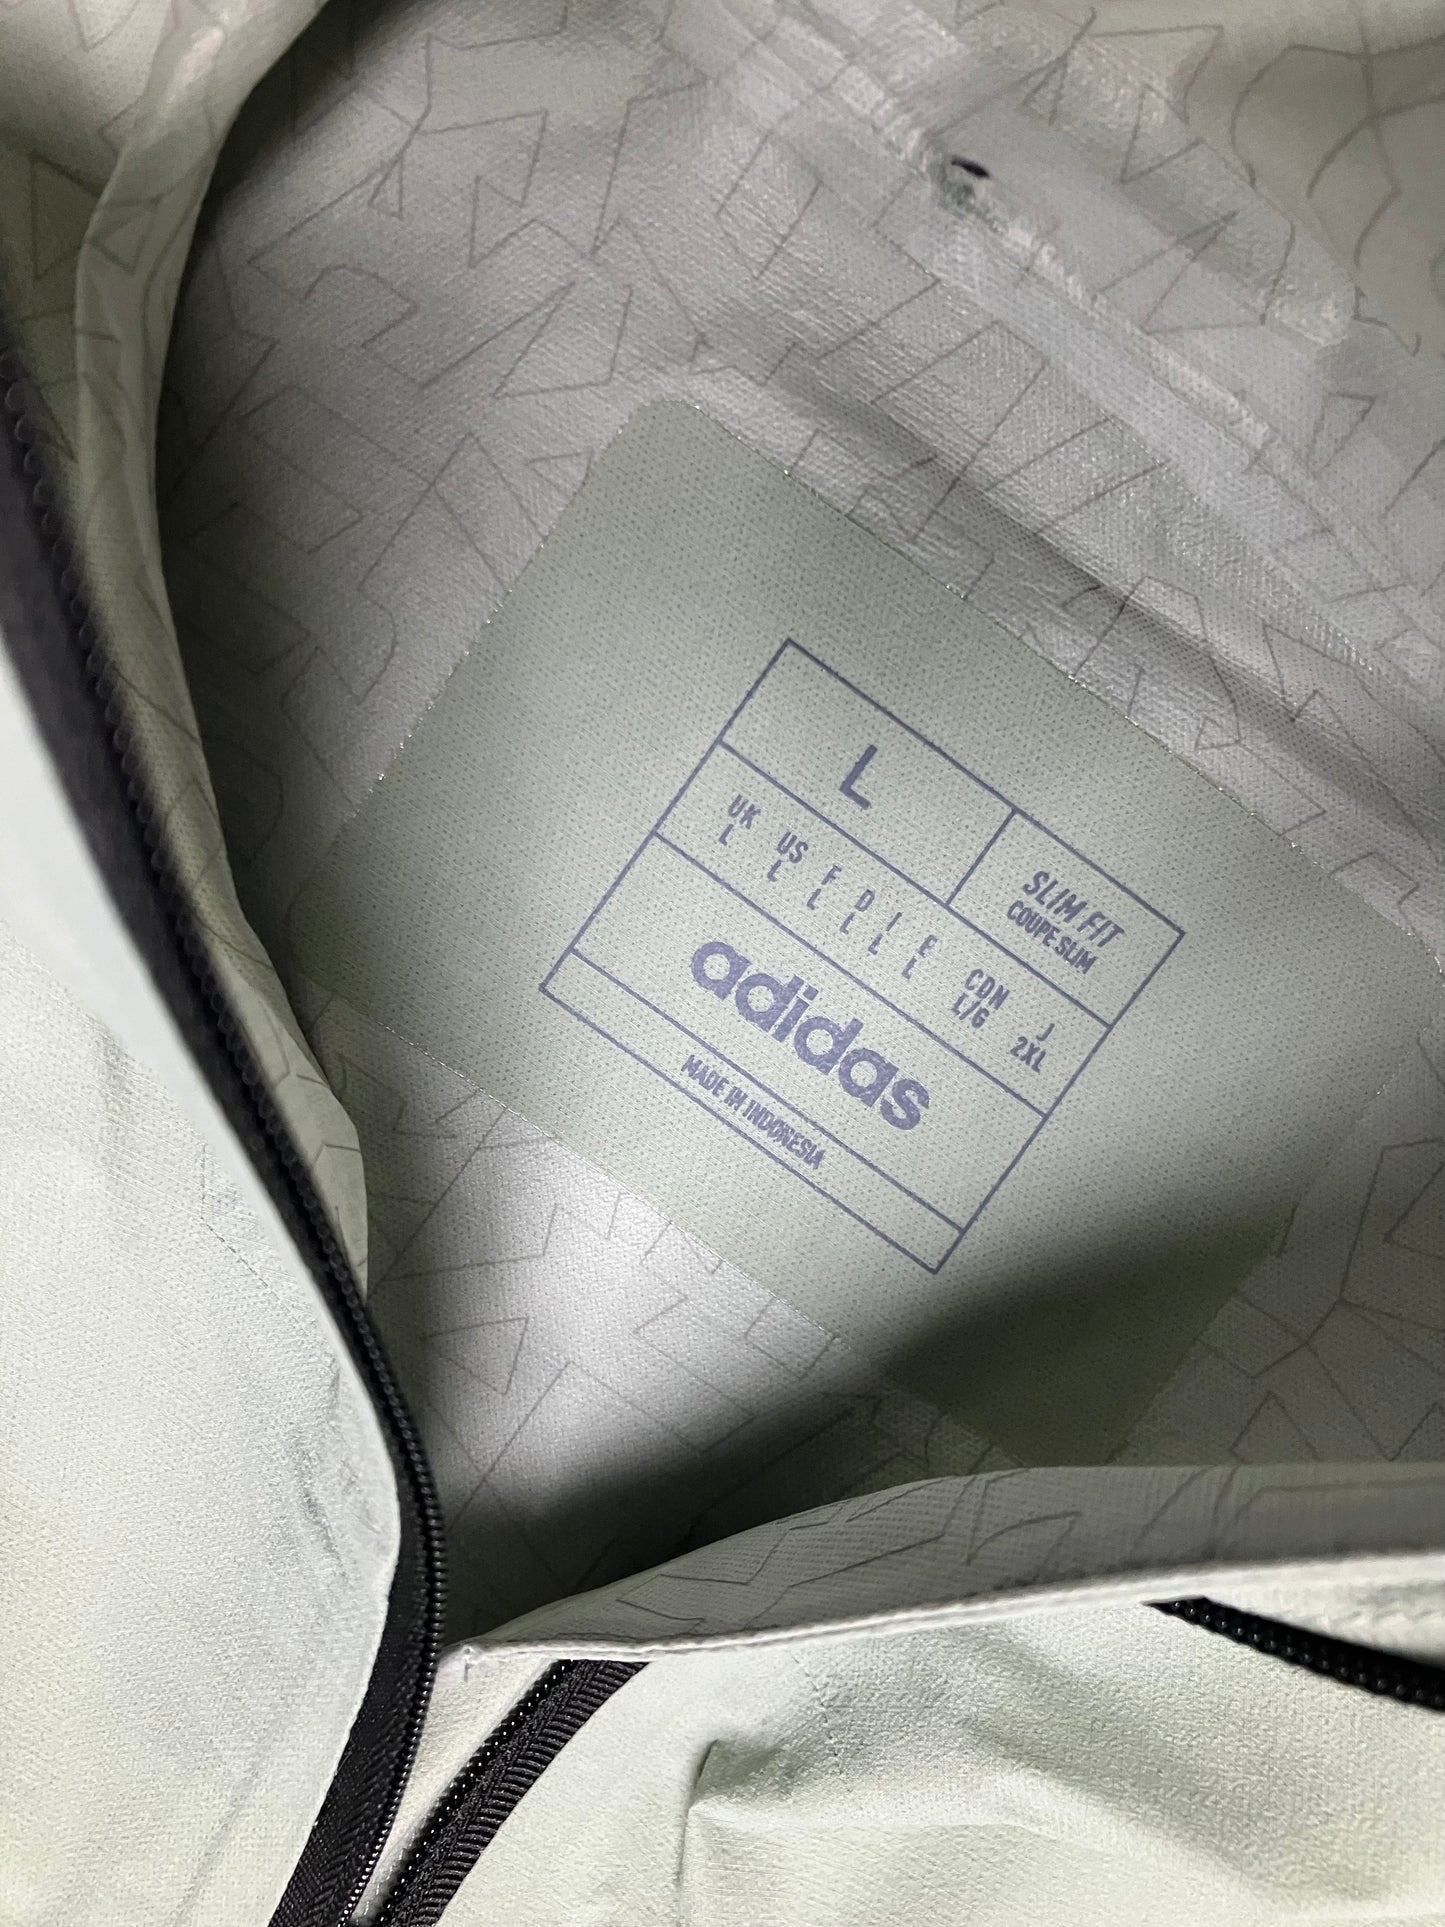 L
SLIM FIT
COUPE SLIM
UK US F D I E CDN J
L L L L L L L/G 2XL
adidas
MADE IN INDONESIA